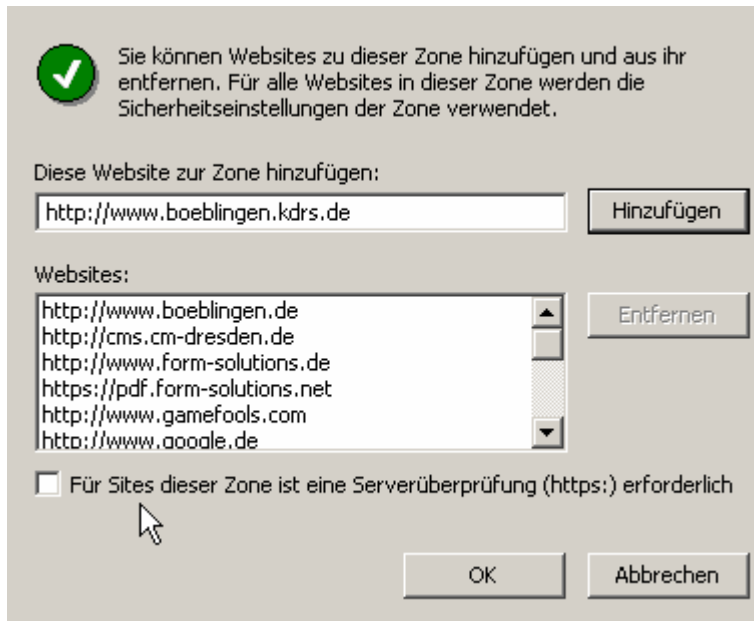 Sie können Websites zu dieser Zone hinzufügen und aus ihr
entfernen. Für alle Websites in dieser Zone werden die
Sicherheitseinstellungen der Zone verwendet.
Diese Website zur Zone hinzufügen:
http://www.boeblingen.kdrs.de
Hinzufügen
Websites:
http://www.boeblingen.de
http://cms.cm-dresden.de
http://www.form-solutions.de
https://pdf.form-solutions.net
http://www.gamefools.com
http://www.google.de
Entfernen
Für Sites dieser Zone ist eine Serverüberprüfung (https:) erforderlich
OK
Abbrechen